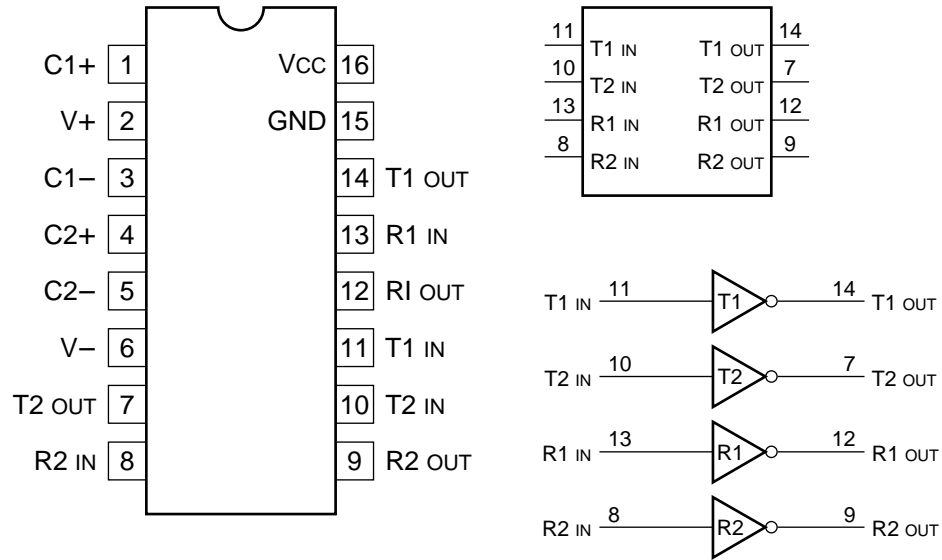 C1+ 1 VCC 16
V+ 2 GND 15
C1− 3 14 T1 OUT
C2+ 4 13 R1 IN
C2− 5 12 RI OUT
V− 6 11 T1 IN
T2 OUT 7 10 T2 IN
R2 IN 8 9 R2 OUT
11 T1 IN T1 OUT 14
10 T2 IN T2 OUT 7
13 R1 IN R1 OUT 12
8 R2 IN R2 OUT 9
T1 IN 11 T1 14 T1 OUT
T2 IN 10 T2 7 T2 OUT
R1 IN 13 R1 12 R1 OUT
R2 IN 8 R2 9 R2 OUT